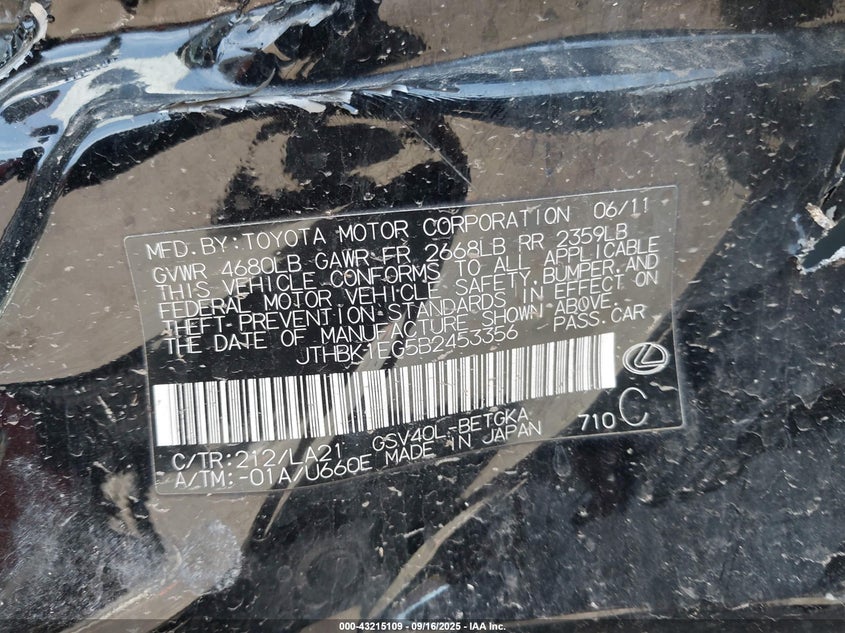 MFD.BY:TOYOTA MOTOR CORPORATION 06/11
GVWR 4680LB GAWR FR 2668LB RR 2359LB
THIS VEHICLE CONFORMS TO ALL APPLICABLE
FEDERAL MOTOR VEHICLE SAFETY,BUMPER,AND
THEFT PREVENTION STANDARDS IN EFFECT ON
THE DATE OF MANUFACTURE SHOWN ABOVE.
JTHBK1EG5B2453356 PASS.CAR
C/TR:212/LA21 GSV40L-BETGKA 710 C
A/TM:-01A/U660E MADE IN JAPAN
000-43215109 - 09/16/2025 - IAA Inc.